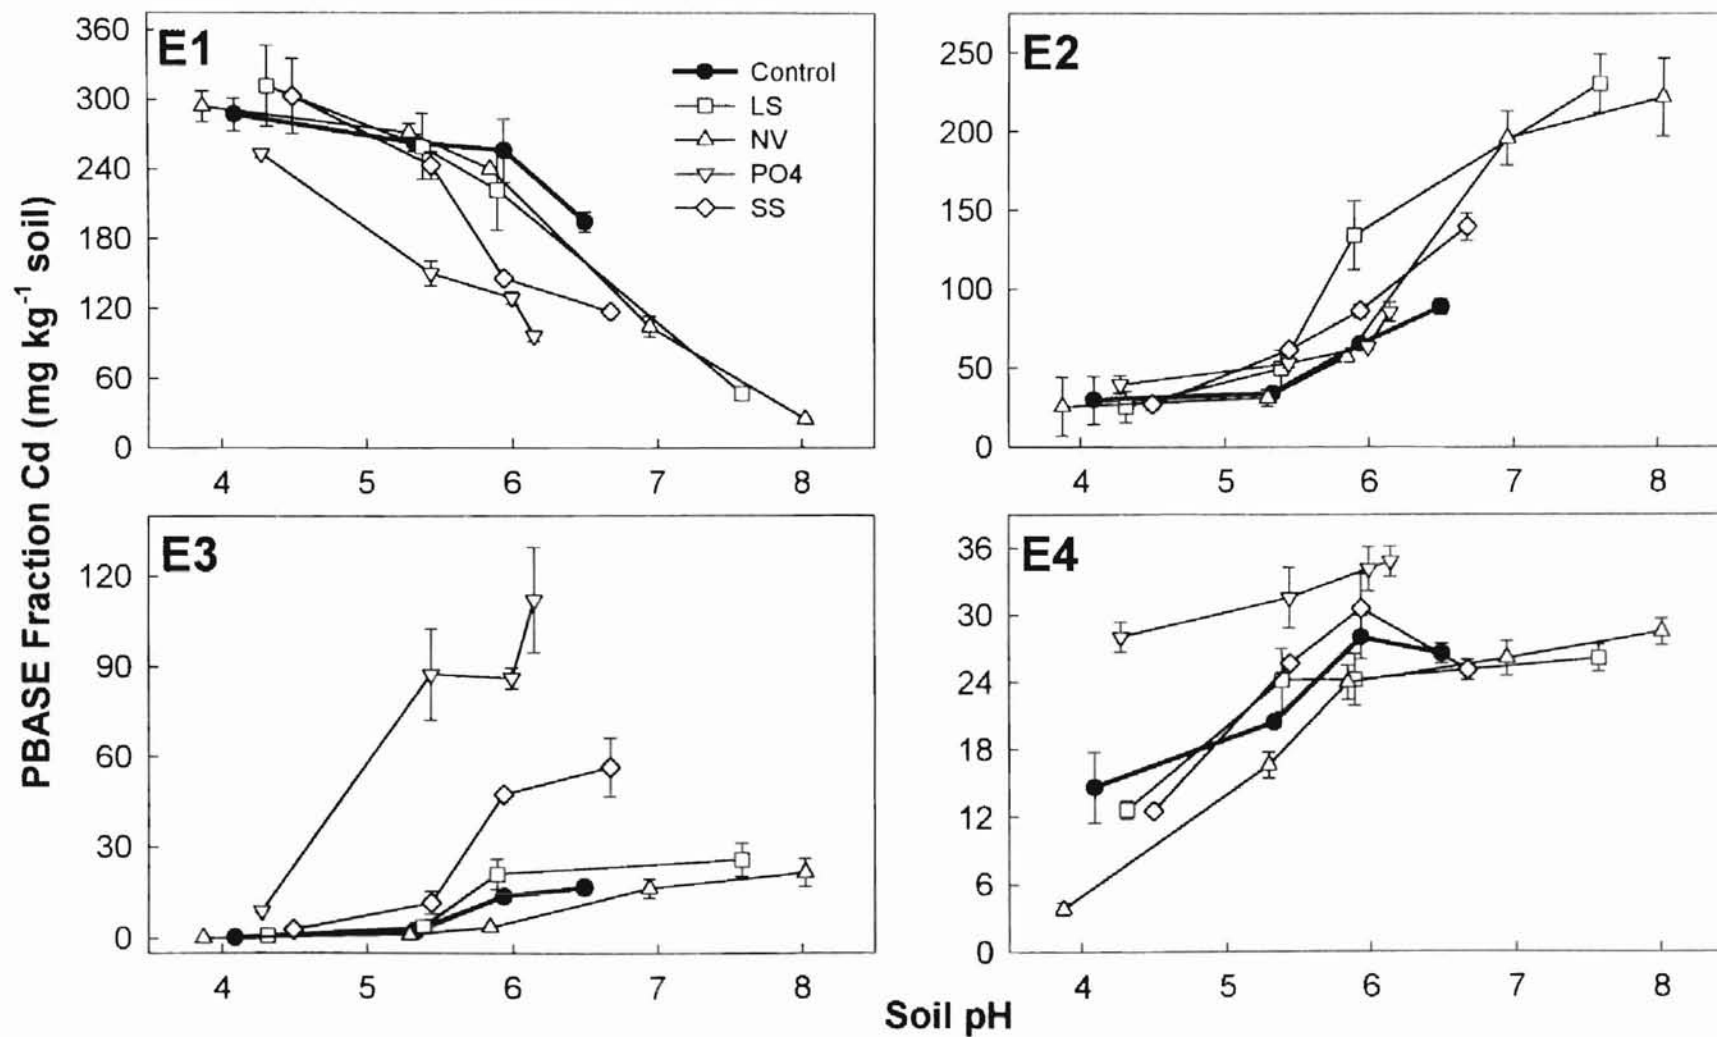 PBASE Fraction Cd (mg kg⁻¹ soil)
E1
360
300
240
180
120
60
0
4 5 6 7 8
Control
LS
NV
PO4
SS
E2
250
200
150
100
50
0
4 5 6 7 8
E3
120
90
60
30
0
4 5 6 7 8
E4
36
30
24
18
12
6
0
4 5 6 7 8
Soil pH